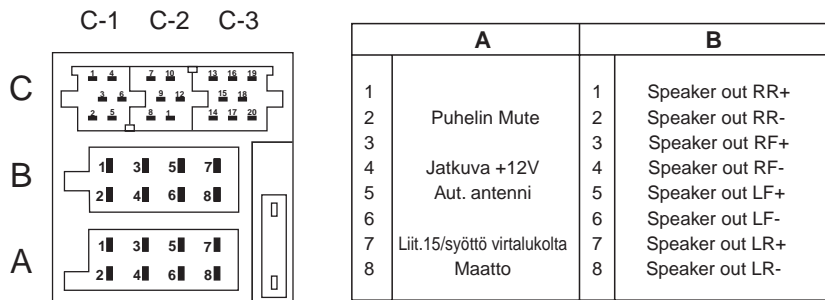 C-1 C-2 C-3
C
1 4 7 10 13 16 19
3 6 9 12 15 18
2 5 8 1 14 17 20
B
1 3 5 7
2 4 6 8
A
1 3 5 7
2 4 6 8
A B
1 1 Speaker out RR+
2 Puhelin Mute 2 Speaker out RR-
3 3 Speaker out RF+
4 Jatkuva +12V 4 Speaker out RF-
5 Aut. antenni 5 Speaker out LF+
6 6 Speaker out LF-
7 Liit.15/syöttö virtalukolta 7 Speaker out LR+
8 Maatto 8 Speaker out LR-